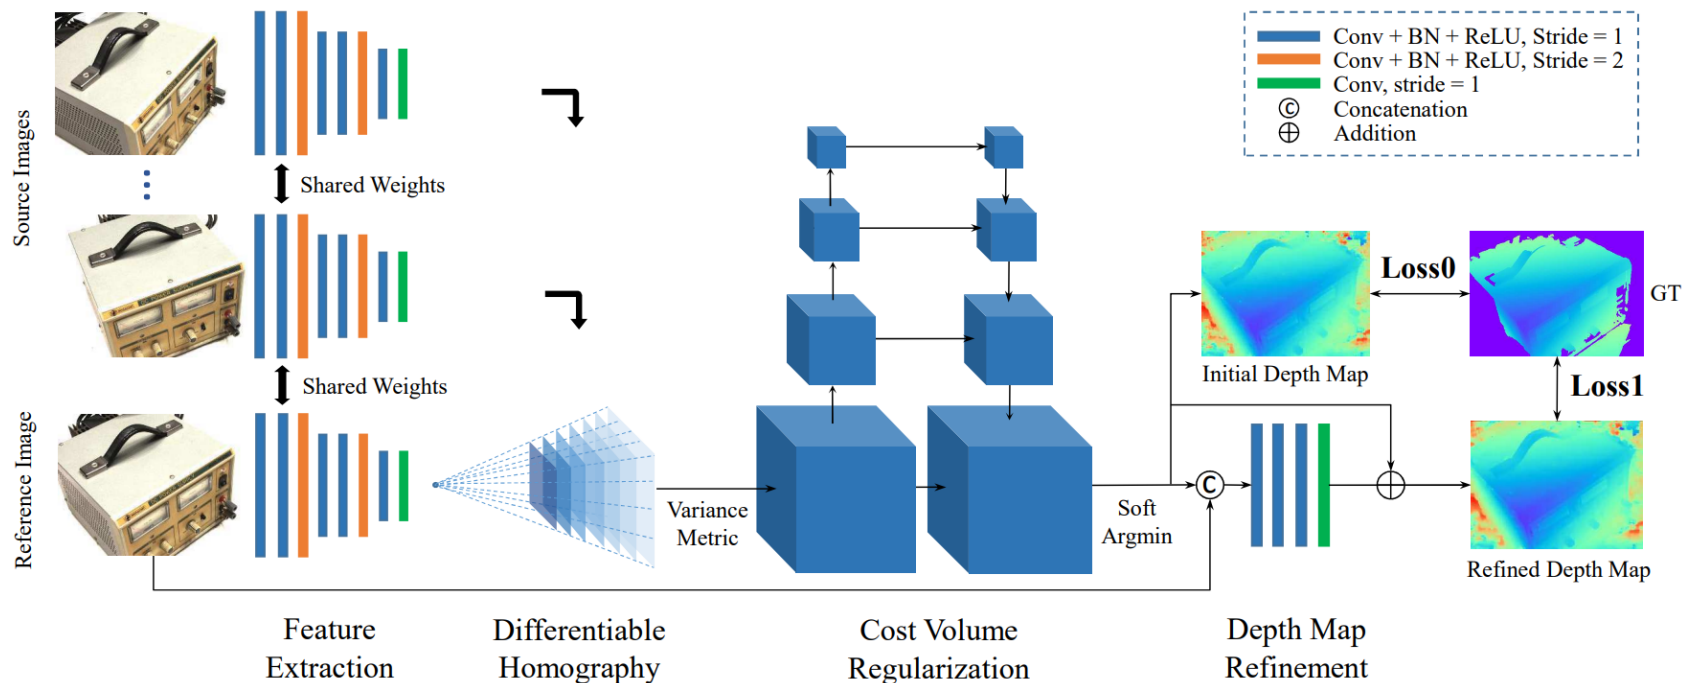 Source Images
Reference Image
Shared Weights
Shared Weights
Conv + BN + ReLU, Stride = 1
Conv + BN + ReLU, Stride = 2
Conv, stride = 1
C
Concatenation
Addition
Variance
Metric
Soft
Argmin
C
Initial Depth Map
Loss0
GT
Loss1
Refined Depth Map
Feature
Extraction
Differentiable
Homography
Cost Volume
Regularization
Depth Map
Refinement